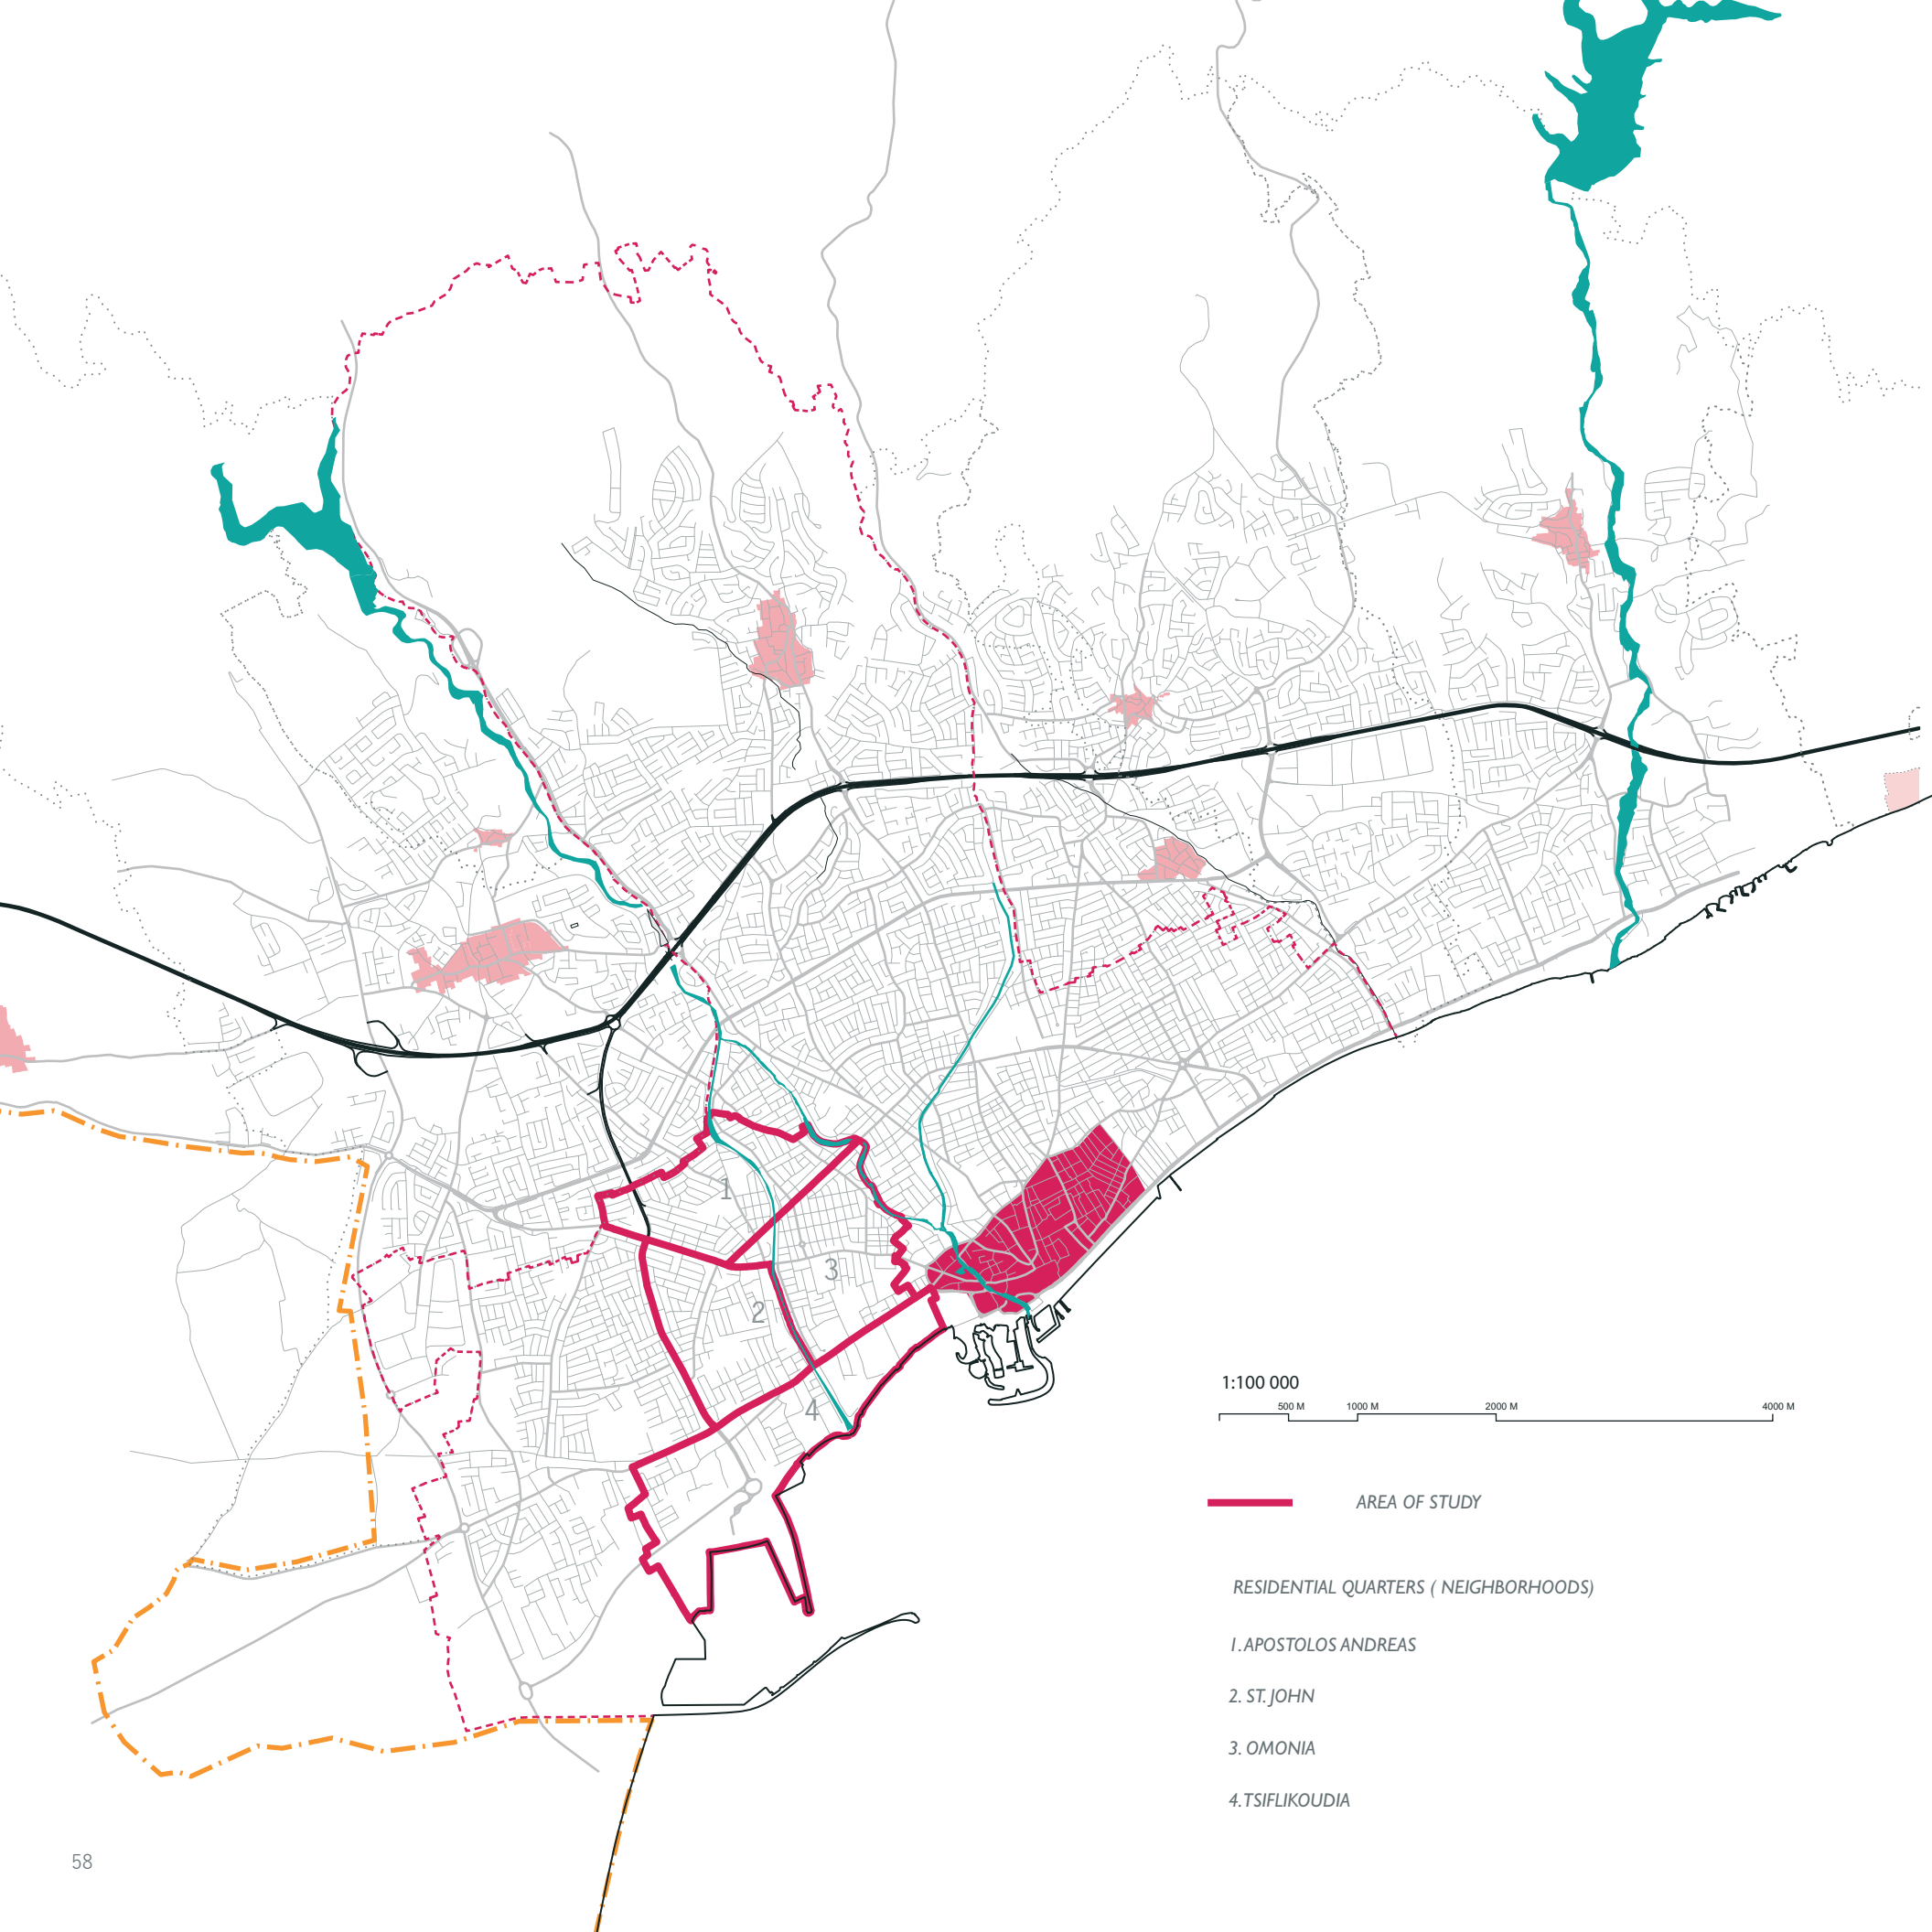 1
3
2
4
1:100 000
500 M 1000 M 2000 M 4000 M
AREA OF STUDY
RESIDENTIAL QUARTERS ( NEIGHBORHOODS)
1. APOSTOLOS ANDREAS
2. ST. JOHN
3. OMONIA
4.TSIFLIKOUDIA
58